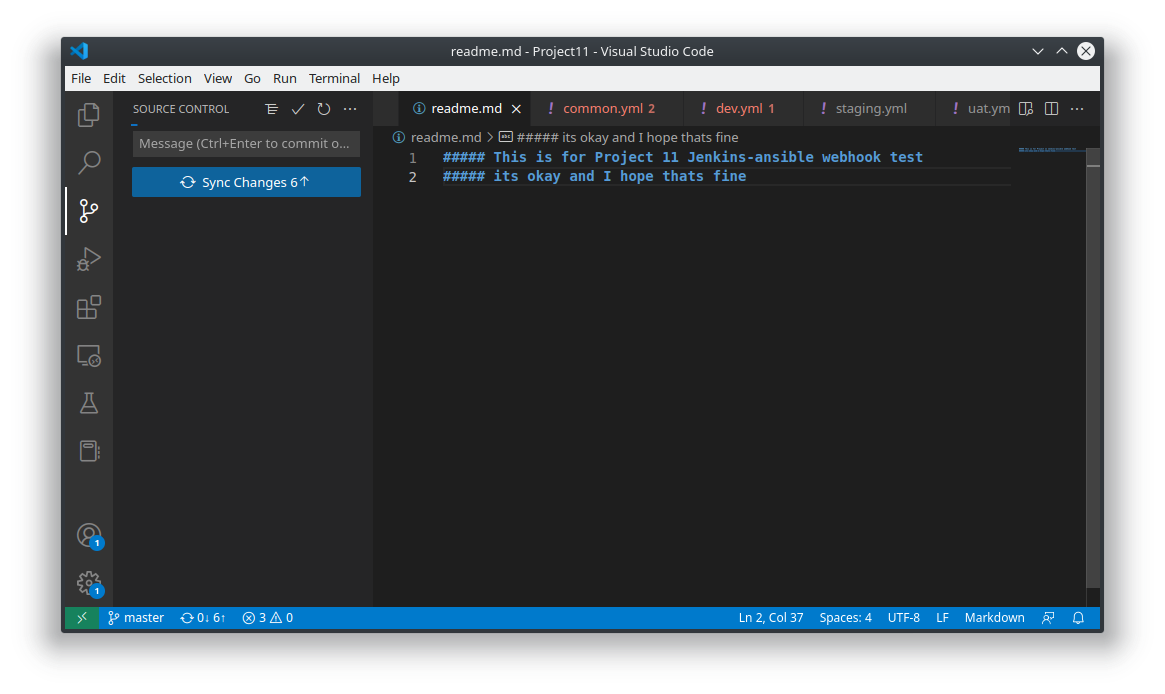 readme.md - Project11 - Visual Studio Code
File Edit Selection View Go Run Terminal Help
SOURCE CONTROL
Message (Ctrl+Enter to commit o...
Sync Changes 6↑
readme.md
! common.yml 2
! dev.yml 1
! staging.yml
! uat.ym
readme.md > abc ##### its okay and I hope thats fine
1 ##### This is for Project 11 Jenkins-ansible webhook test
2 ##### its okay and I hope thats fine
1
1
master 0↓ 6↑ 3 0 Ln 2, Col 37 Spaces: 4 UTF-8 LF Markdown